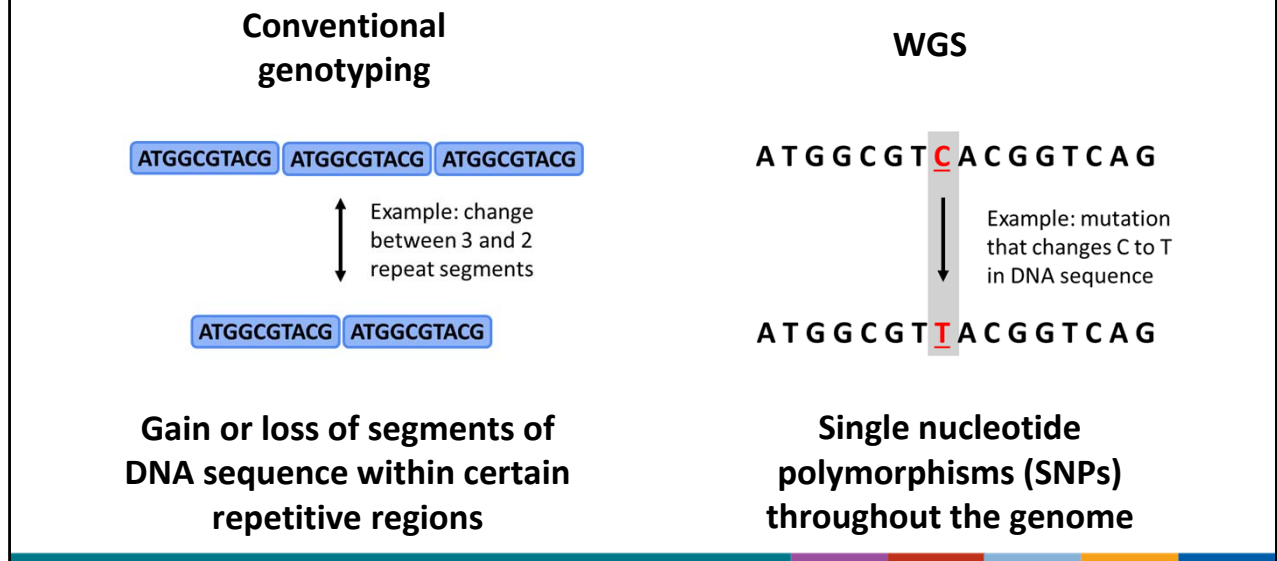 Conventional
genotyping
ATGGCGTACG ATGGCGTACG ATGGCGTACG
Example: change
between 3 and 2
repeat segments
ATGGCGTACG ATGGCGTACG
Gain or loss of segments of
DNA sequence within certain
repetitive regions
WGS
A T G G C G T C A C G G T C A G
Example: mutation
that changes C to T
in DNA sequence
A T G G C G T T A C G G T C A G
Single nucleotide
polymorphisms (SNPs)
throughout the genome